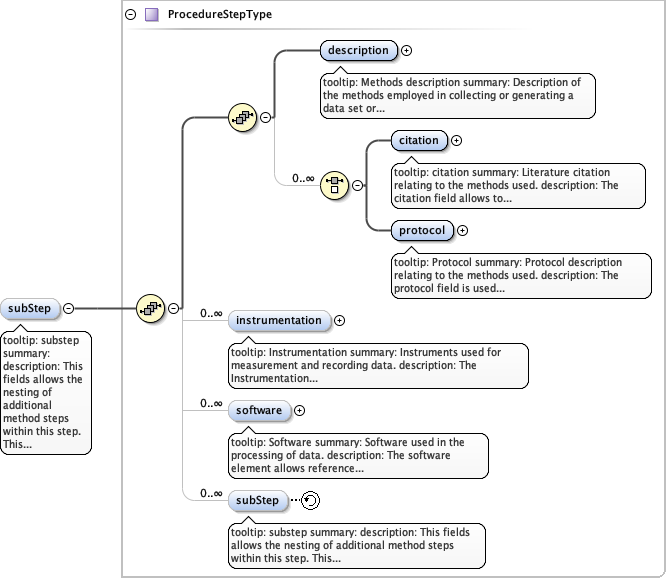 ProcedureStepType
description
tooltip: Methods description summary: Description of
the methods employed in collecting or generating a
data set or...
0..∞
citation
tooltip: citation summary: Literature citation
relating to the methods used. description: The
citation field allows to...
protocol
tooltip: Protocol summary: Protocol description
relating to the methods used. description: The
protocol field is used...
subStep
tooltip: substep
summary:
description: This
fields allows the
nesting of
additional
method steps
within this step.
This...
0..∞
instrumentation
tooltip: Instrumentation summary: Instruments used for
measurement and recording data. description: The
Instrumentation...
0..∞
software
tooltip: Software summary: Software used in the
processing of data. description: The software
element allows reference...
0..∞
subStep
tooltip: substep summary: description: This fields
allows the nesting of additional method steps
within this step. This...